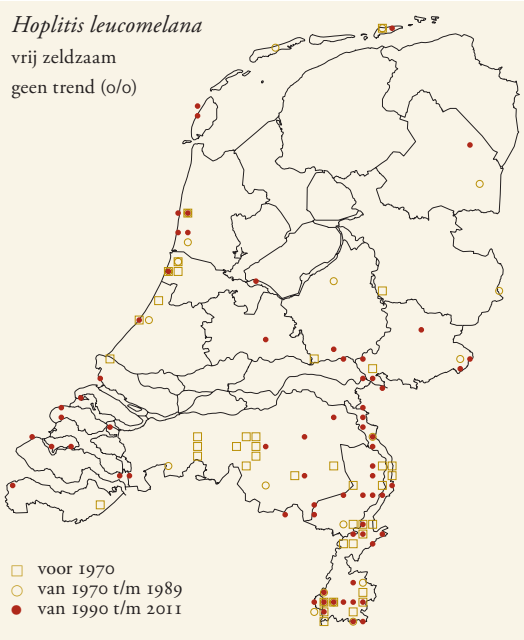 Hoplitis leucomelana
vrij zeldzaam
geen trend (0/0)
voor 1970
van 1970 t/m 1989
van 1990 t/m 2011